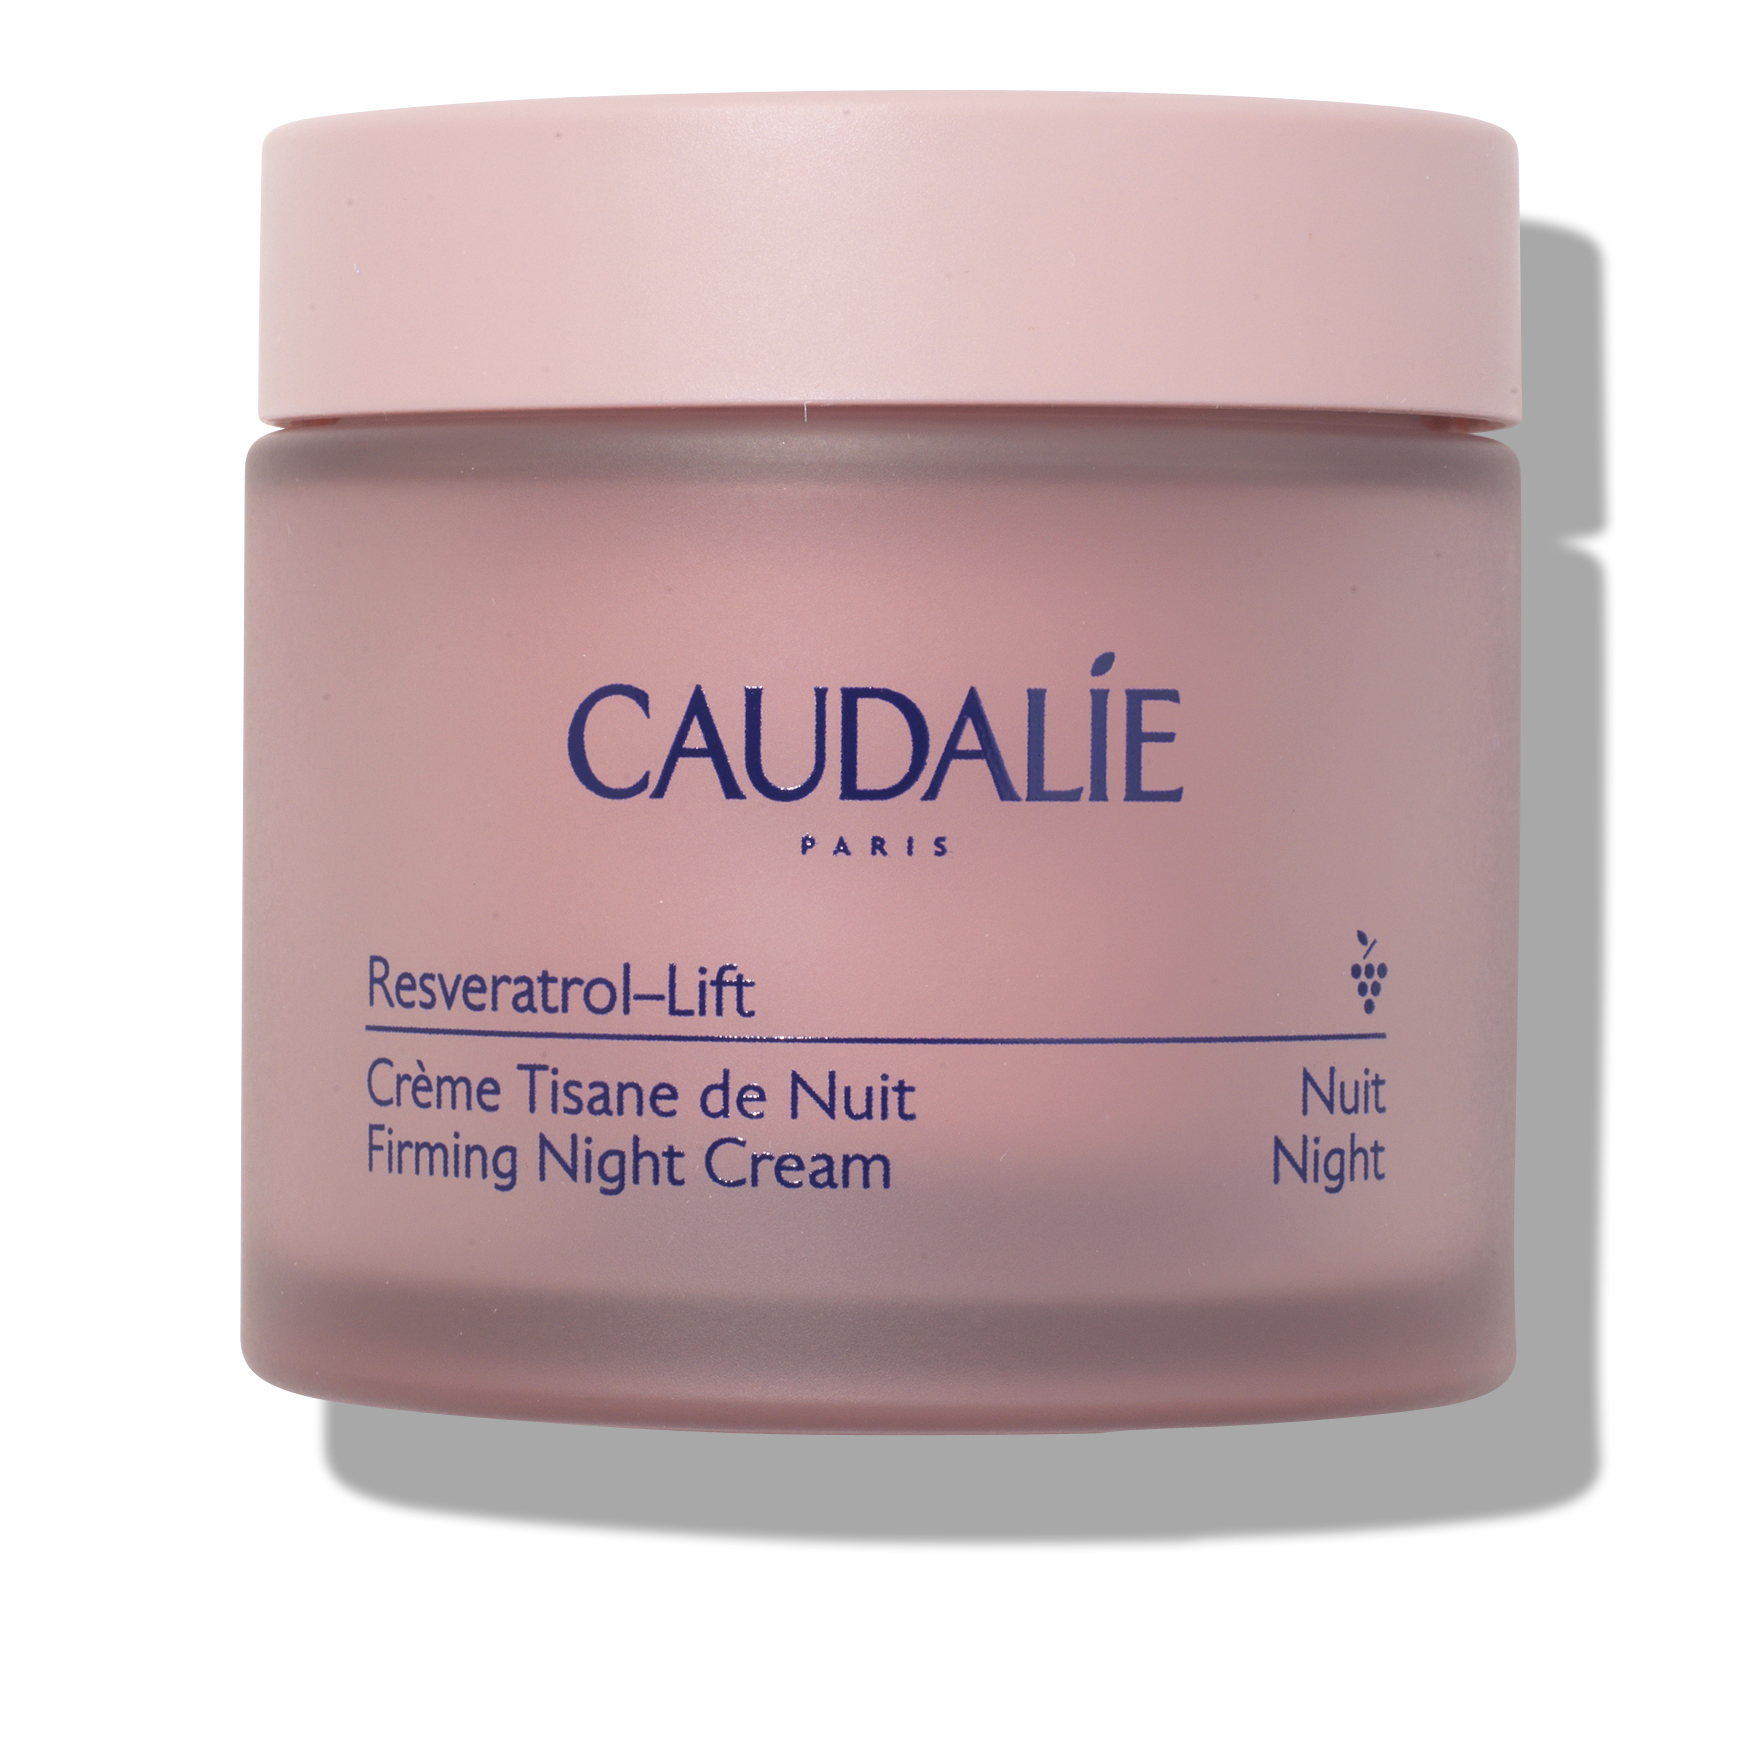 CAUDALÍE
PARIS
Resveratrol–Lift
Crème Tisane de Nuit
Firming Night Cream
Nuit
Night